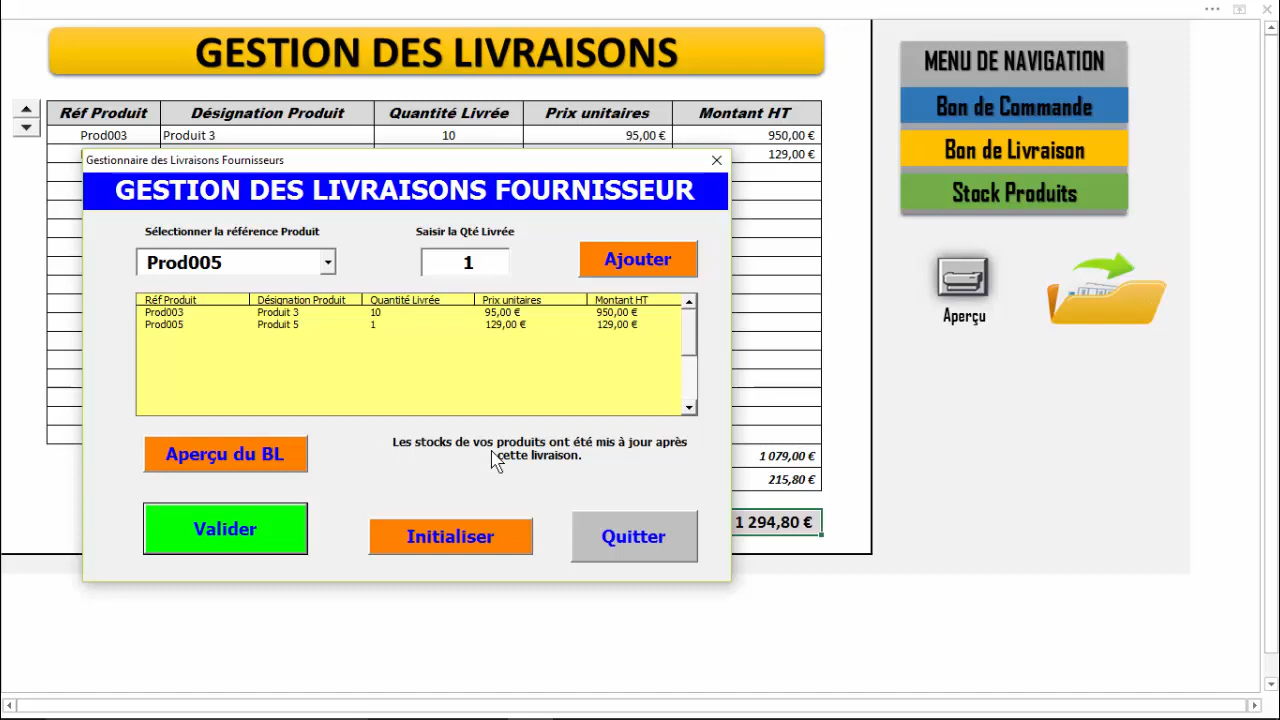 GESTION DES LIVRAISONS
Réf Produit Désignation Produit Quantité Livrée Prix unitaires Montant HT
Prod003 Produit 3 10 95,00 € 950,00 €
129,00 €
Gestionnaire des Livraisons Fournisseurs
GESTION DES LIVRAISONS FOURNISSEUR
Sélectionner la référence Produit Saisir la Qté Livrée
Prod005 1 Ajouter
Réf Produit Désignation Produit Quantité Livrée Prix unitaires Montant HT
Prod003 Produit 3 10 95,00 € 950,00 €
Prod005 Produit 5 1 129,00 € 129,00 €
Aperçu du BL
Les stocks de vos produits ont été mis à jour après
cette livraison.
Valider
Initialiser
Quitter
1 079,00 €
215,80 €
1 294,80 €
MENU DE NAVIGATION
Bon de Commande
Bon de Livraison
Stock Produits
Aperçu